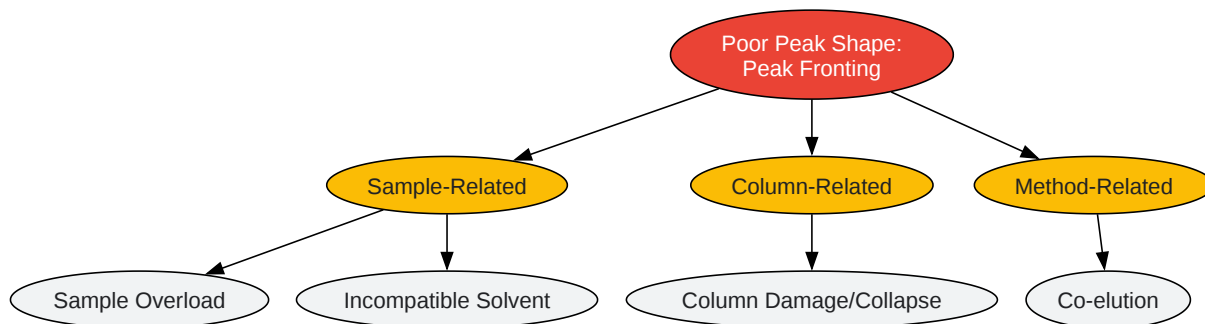 Poor Peak Shape:
Peak Fronting
Sample-Related
Column-Related
Method-Related
Sample Overload
Incompatible Solvent
Column Damage/Collapse
Co-elution